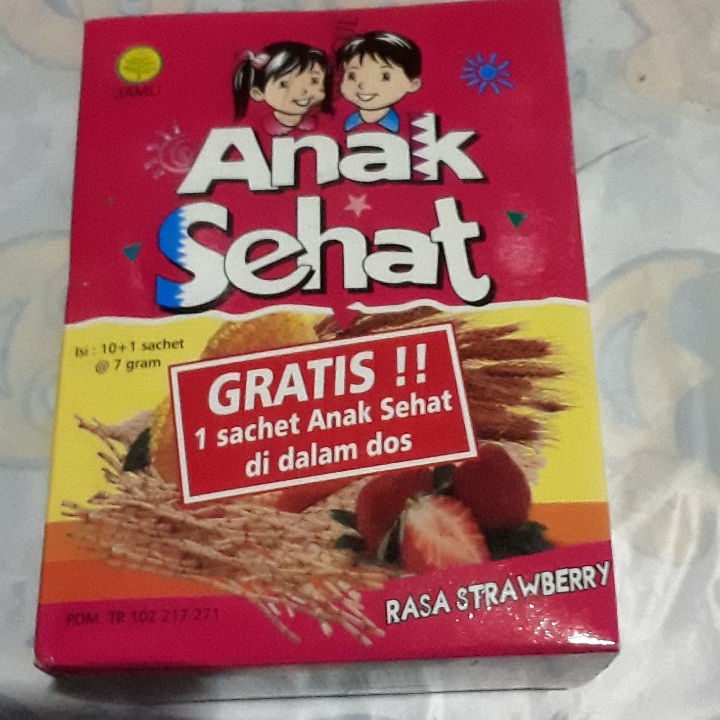 JAMU
Anak
Sehat
Isi : 10+1 sachet
@ 7 gram
GRATIS !!
1 sachet Anak Sehat
di dalam dos
RASA STRAWBERRY
POM. TR 102 217 271